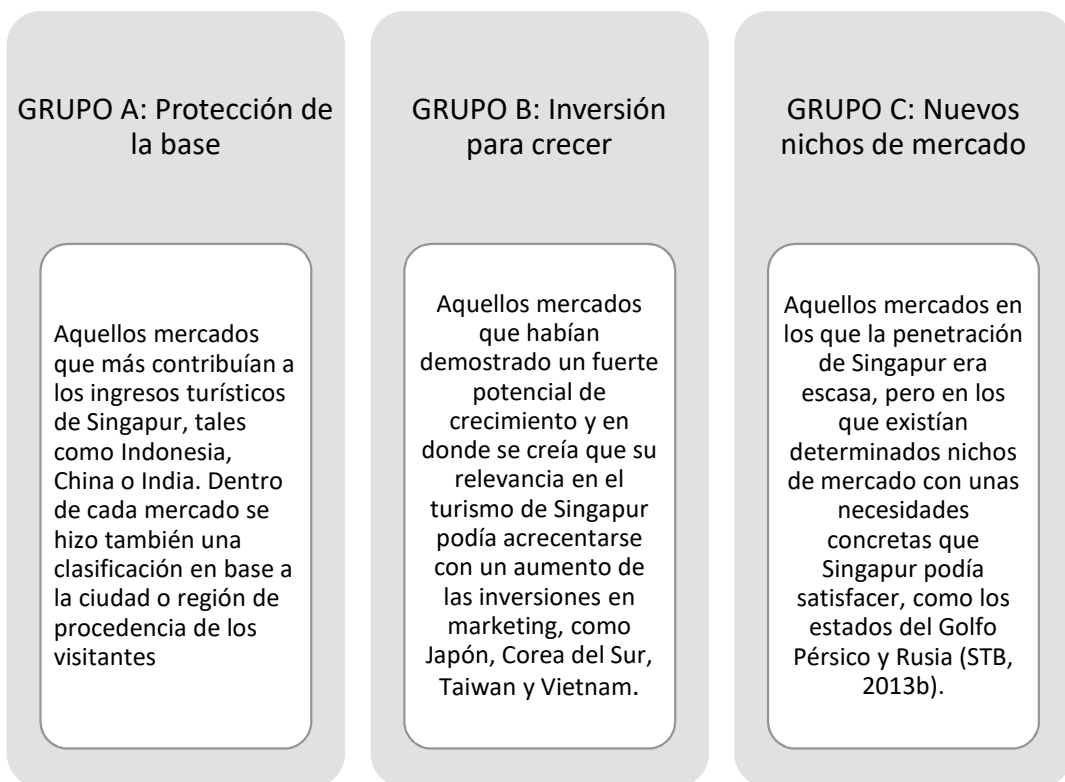 GRUPO A: Protección de
la base
Aquellos mercados
que más contribuían a
los ingresos turísticos
de Singapur, tales
como Indonesia,
China o India. Dentro
de cada mercado se
hizo también una
clasificación en base a
la ciudad o región de
procedencia de los
visitantes
GRUPO B: Inversión
para crecer
Aquellos mercados
que habían
demostrado un fuerte
potencial de
crecimiento y en
donde se creía que su
relevancia en el
turismo de Singapur
podía acrecentarse
con un aumento de
las inversiones en
marketing, como
Japón, Corea del Sur,
Taiwan y Vietnam.
GRUPO C: Nuevos
nichos de mercado
Aquellos mercados en
los que la penetración
de Singapur era
escasa, pero en los
que existían
determinados nichos
de mercado con unas
necesidades
concretas que
Singapur podía
satisfacer, como los
estados del Golfo
Pérsico y Rusia (STB,
2013b).